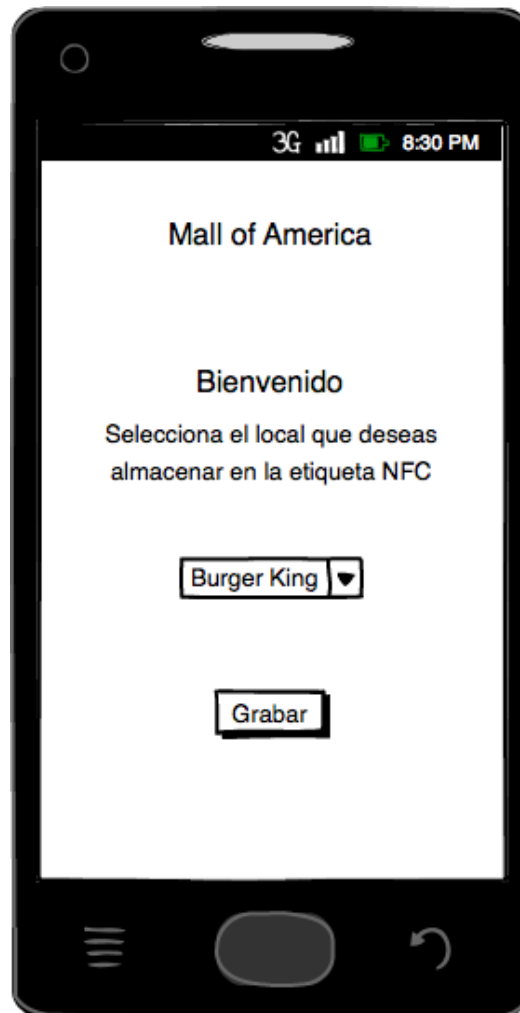 3G 8:30 PM
Mall of America
Bienvenido
Selecciona el local que deseas
almacenar en la etiqueta NFC
Burger King
Grabar